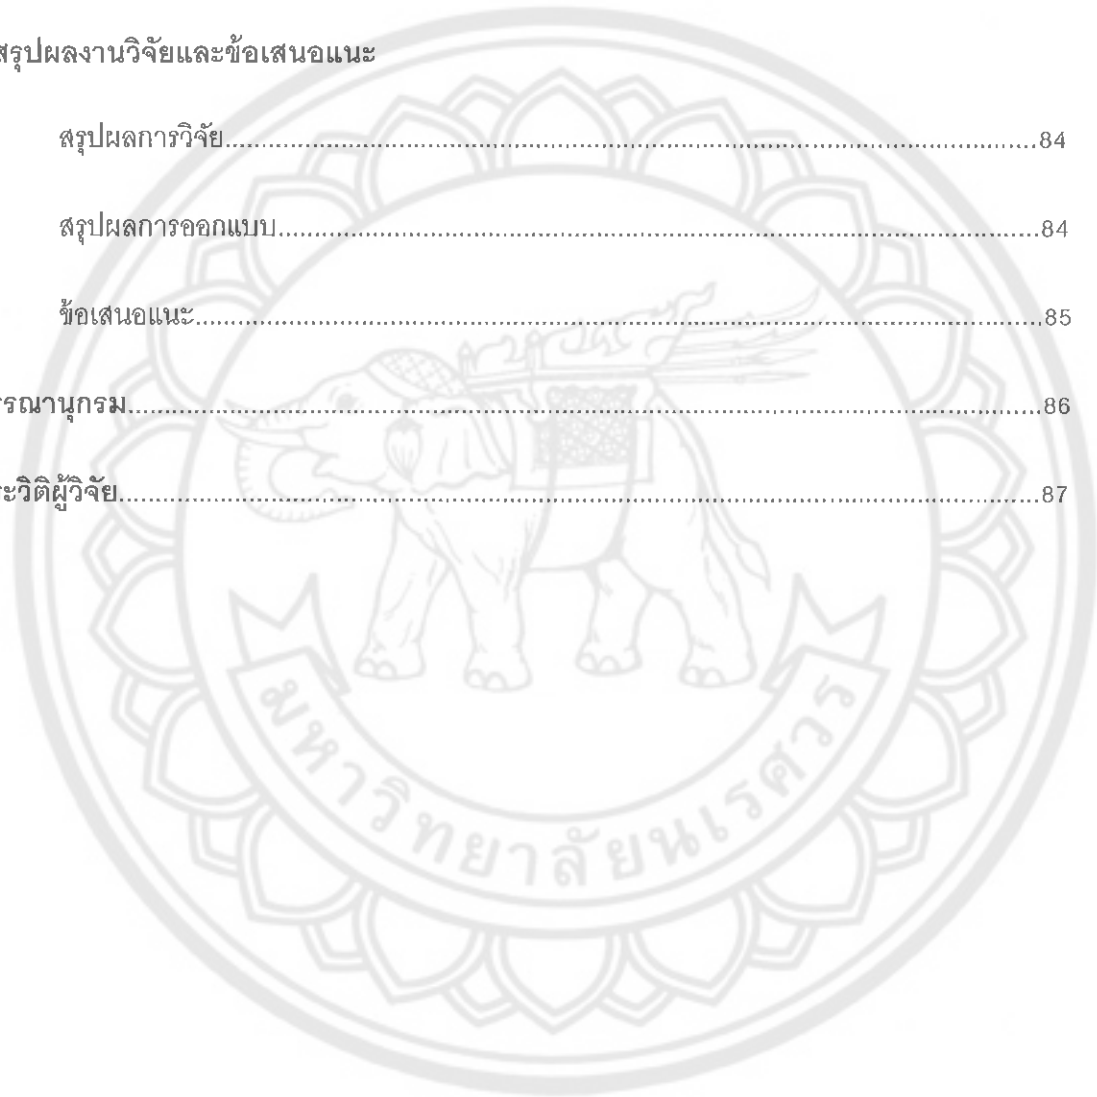 สรุปผลงานวิจัยและข้อเสนอแนะ
สรุปผลการวิจัย....................84
สรุปผลการออกแบบ....................84
ข้อเสนอแนะ....................85
รรณานุกรม....................86
ระวิติผู้วิจัย....................87
มหาวิทยาลัยนเรศวร